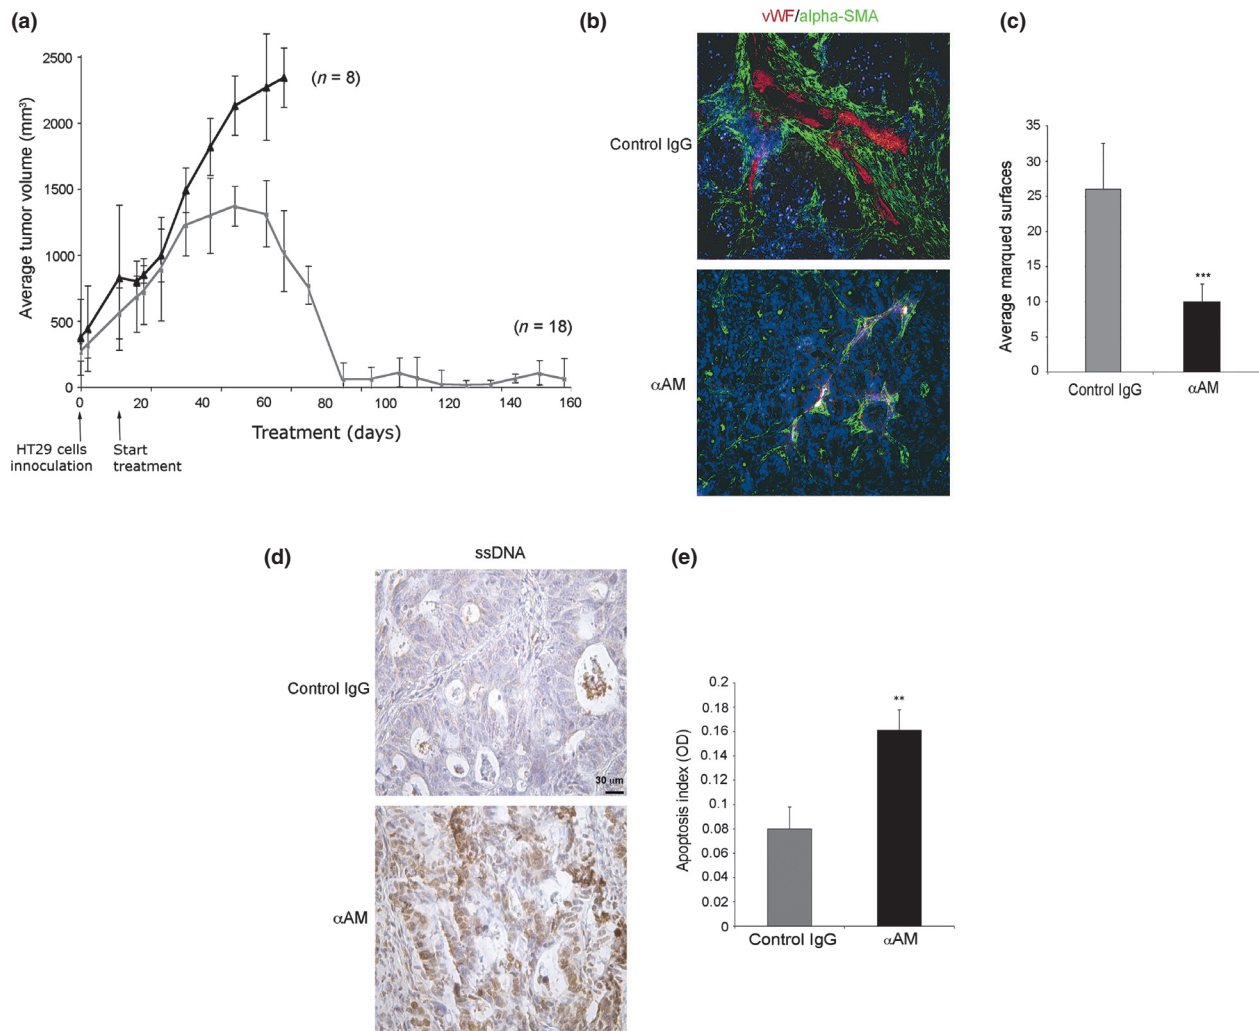 (a)
2500
2000
1500
1000
500
0
Average tumor volume (mm³)
(n = 8)
(n = 18)
0 20 40 60 80 100 120 140 160
Treatment (days)
HT29 cells
innoculation
Start
treatment
(b)
vWF/alpha-SMA
Control IgG
αAM
(c)
35
30
25
20
15
10
5
0
Average marqued surfaces
***
Control IgG
αAM
(d)
ssDNA
Control IgG
30 µm
αAM
(e)
0.2
0.18
0.16
0.14
0.12
0.1
0.08
0.06
0.04
0.02
0
Apoptosis index (OD)
**
Control IgG
αAM